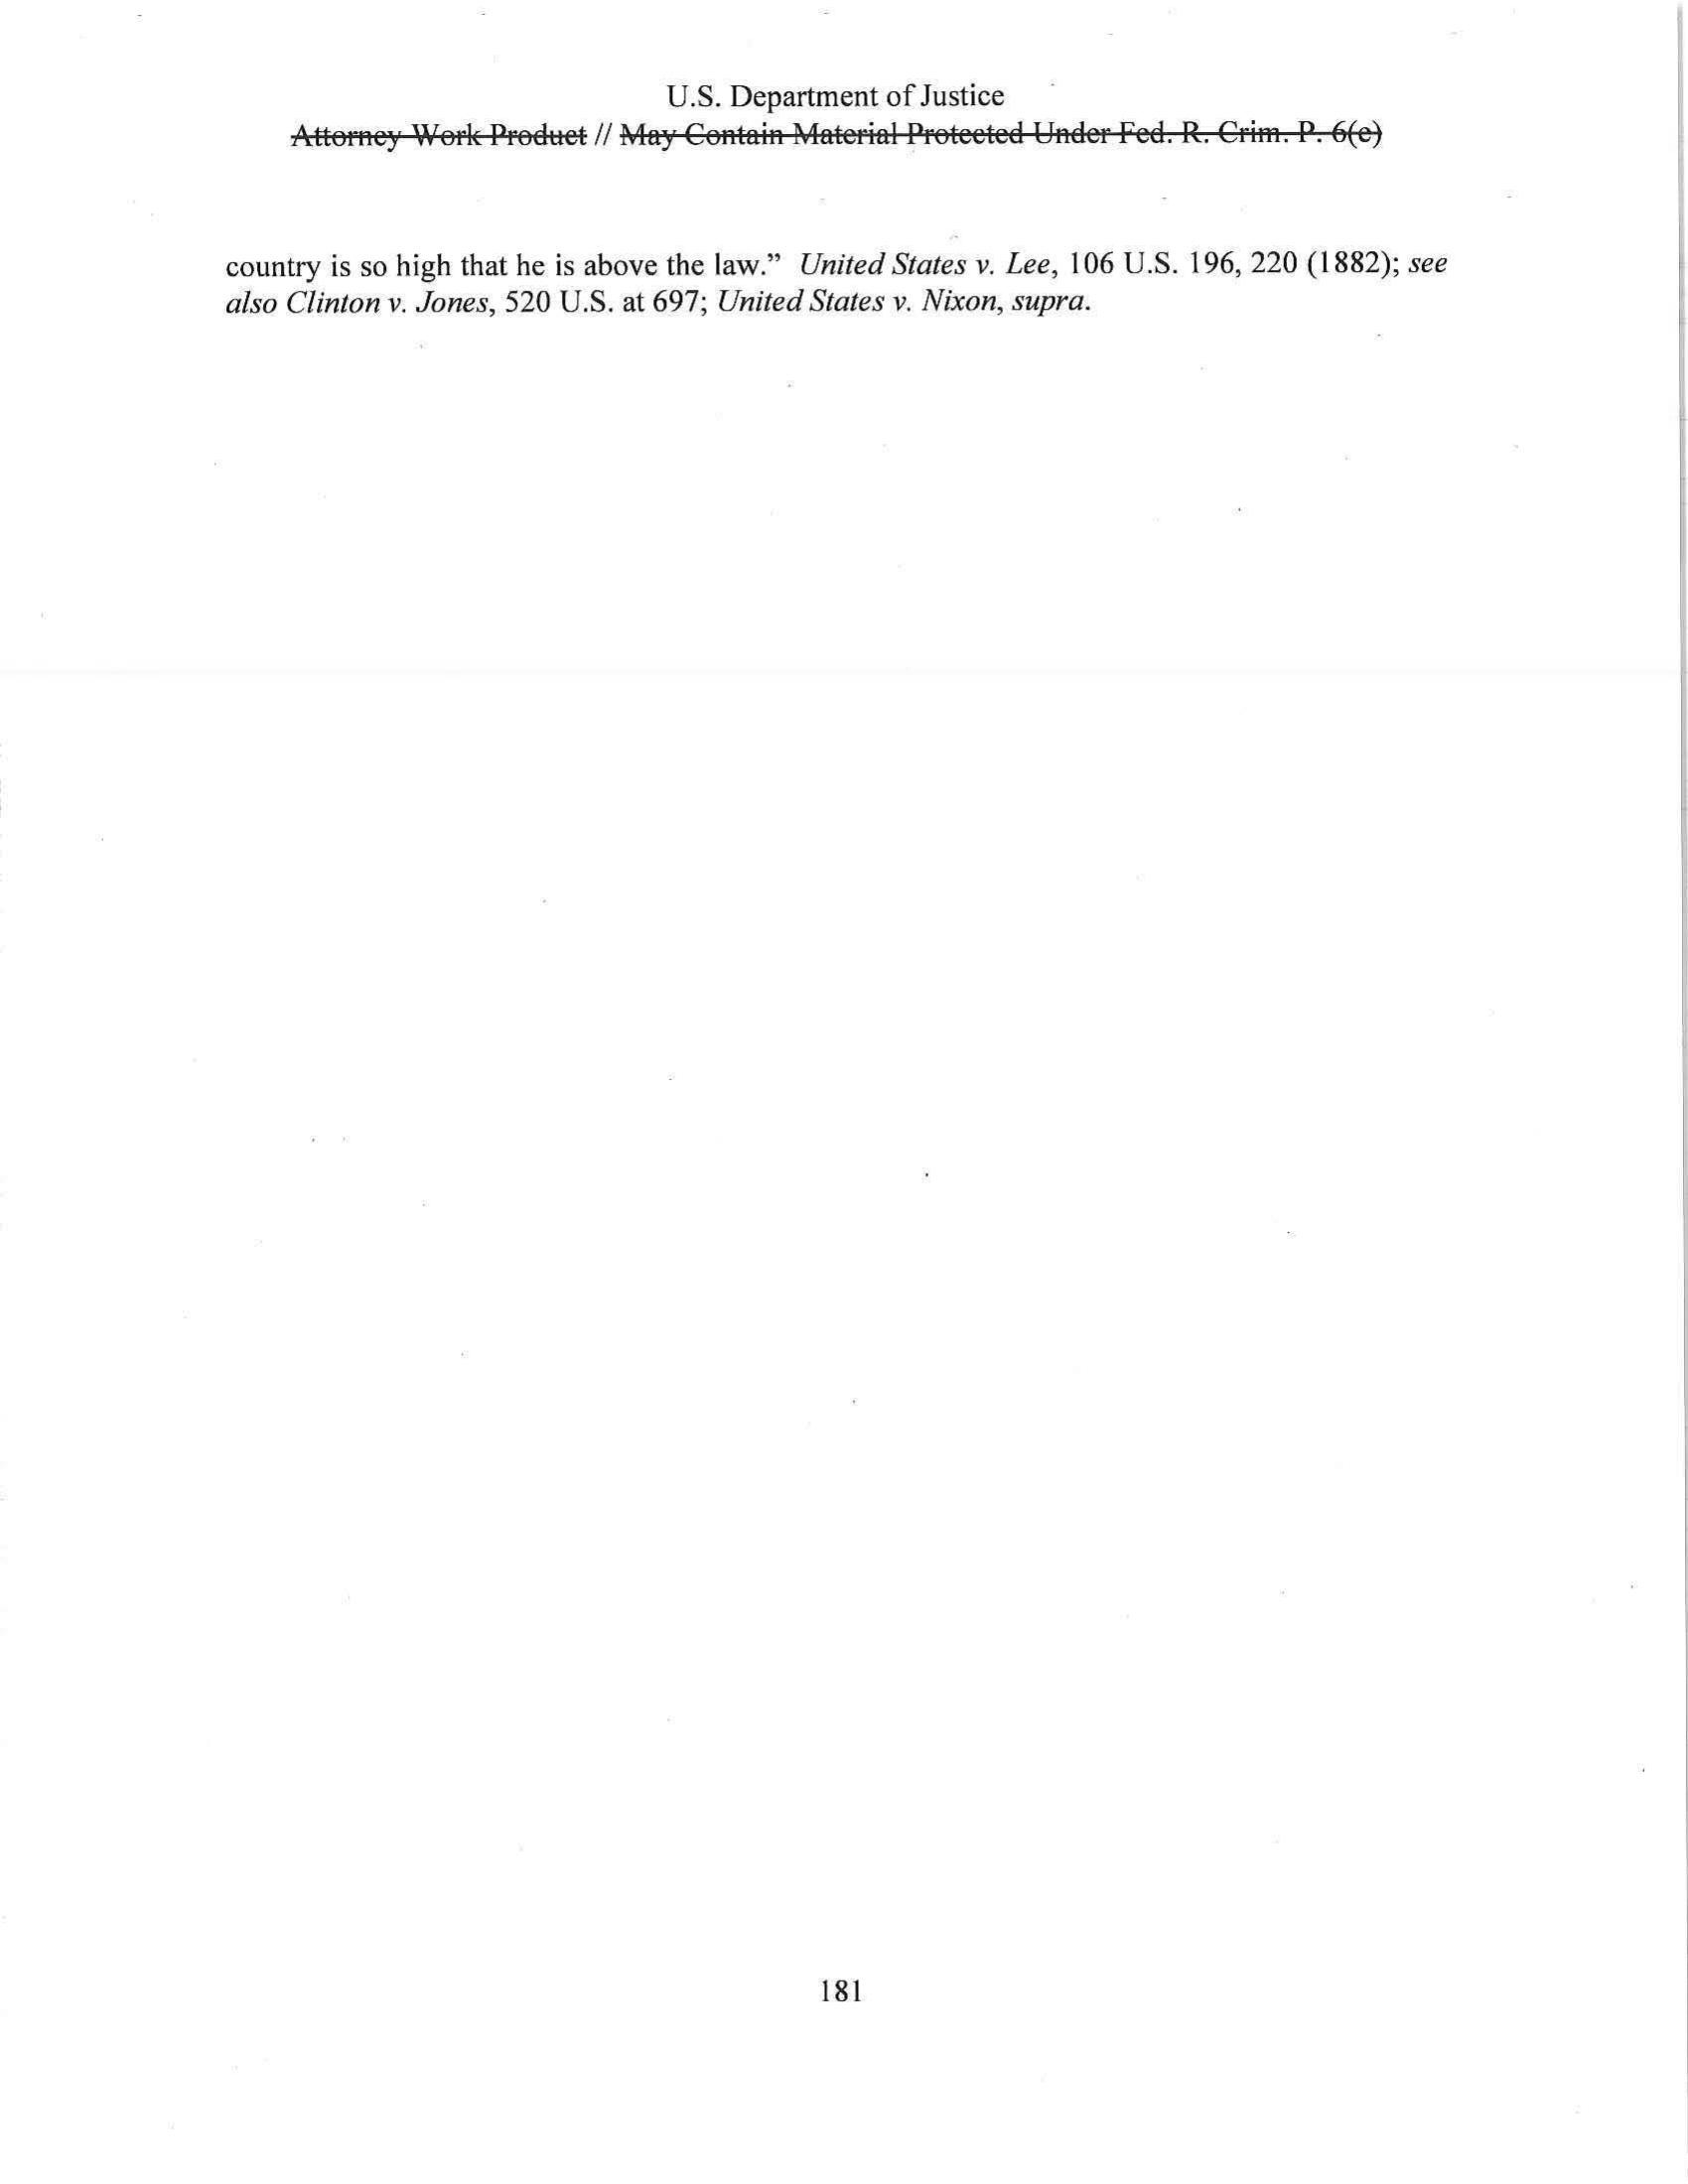 U.S. Department of Justice
Attorney Work Product // May Contain Material Protected Under Fed. R. Crim. P. 6(e)
country is so high that he is above the law.” United States v. Lee, 106 U.S. 196, 220 (1882); see
also Clinton v. Jones, 520 U.S. at 697; United States v. Nixon, supra.
181